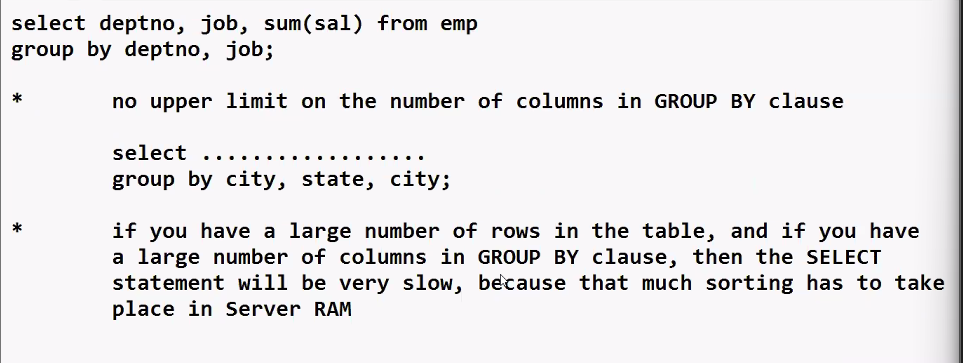 select deptno, job, sum(sal) from emp
group by deptno, job;
* no upper limit on the number of columns in GROUP BY clause
select ..................
group by city, state, city;
* if you have a large number of rows in the table, and if you have
a large number of columns in GROUP BY clause, then the SELECT
statement will be very slow, because that much sorting has to take
place in Server RAM